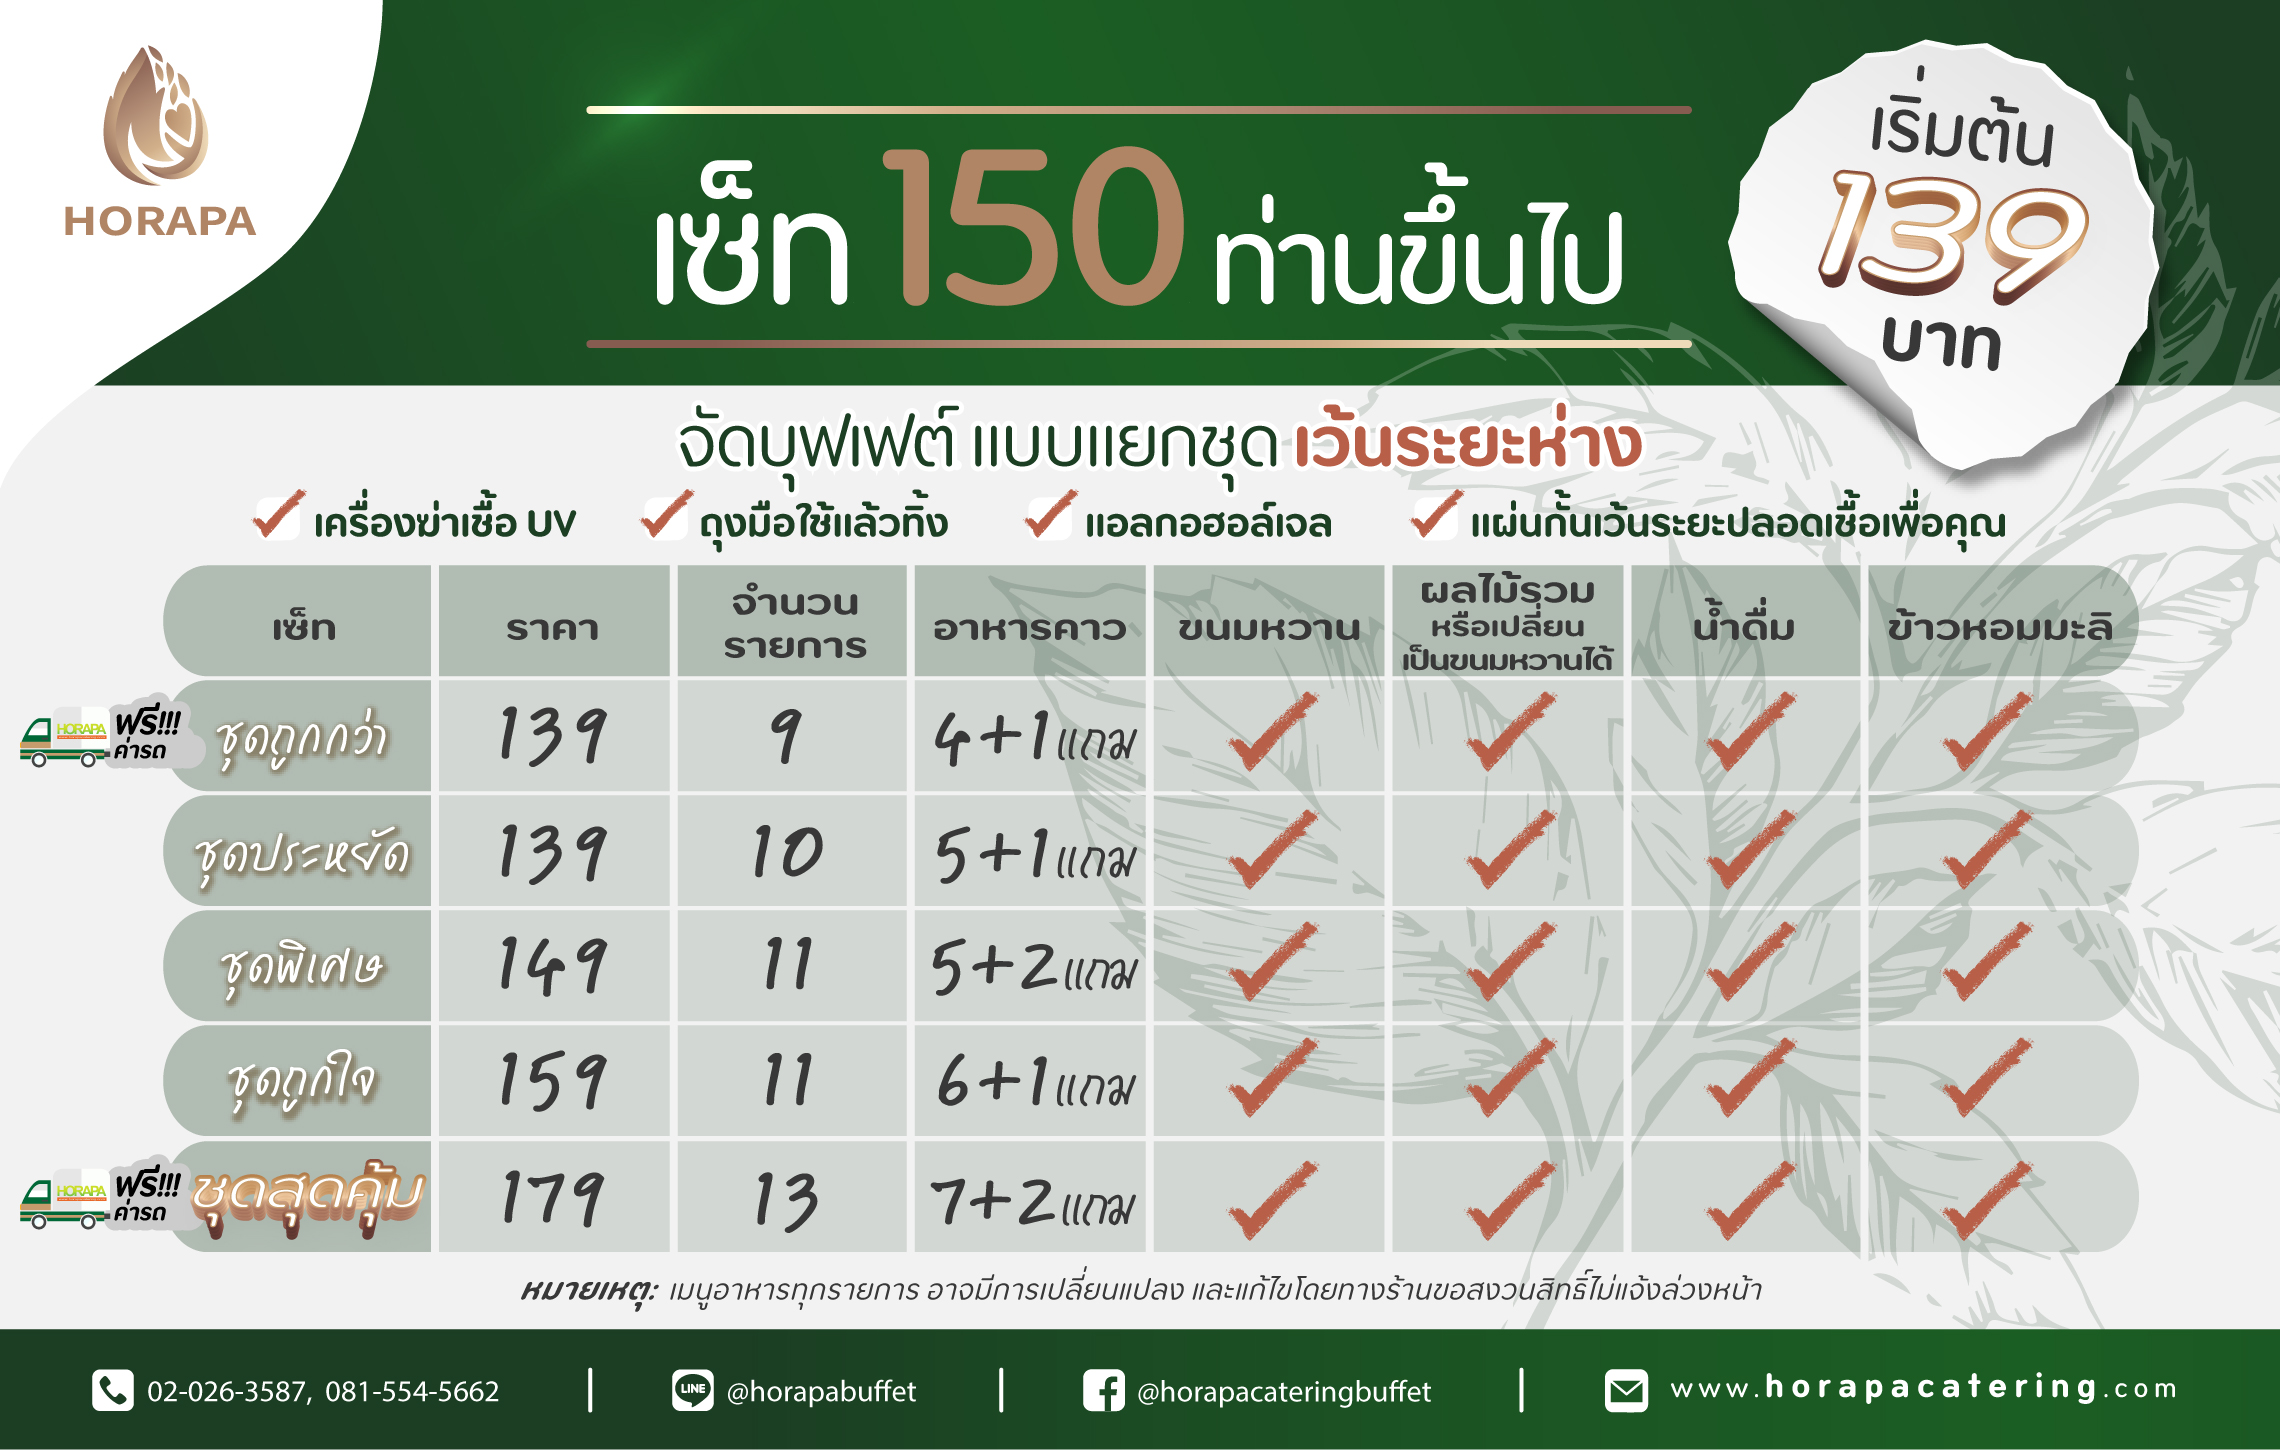 HORAPA
เซ็ท 150 ท่านขึ้นไป
เริ่มต้น
139
บาท
จัดบุฟเฟต์ แบบแยกชุด เว้นระยะห่าง
เครื่องฆ่าเชื้อ UV ถุงมือใช้แล้วทิ้ง แอลกอฮอล์เจล แผ่นกั้นเว้นระยะปลอดเชื้อเพื่อคุณ
เซ็ท ราคา จำนวน รายการ อาหารคาว ขนมหวาน ผลไม้รวม หรือเปลี่ยน เป็นขนมหวานได้ น้ำดื่ม ข้าวหอมมะลิ
HORAPA ฟรี!!! ค่ารถ ชุดถูกกว่า 139 9 4+1 แถม
ชุดประหยัด 139 10 5+1 แถม
ชุดพิเศษ 149 11 5+2 แถม
ชุดถูกใจ 159 11 6+1 แถม
HORAPA ฟรี!!! ค่ารถ ชุดสุดคุ้ม 179 13 7+2 แถม
หมายเหตุ: เมนูอาหารทุกรายการ อาจมีการเปลี่ยนแปลง และแก้ไขโดยทางร้านขอสงวนสิทธิ์ไม่แจ้งล่วงหน้า
02-026-3587, 081-554-5662 | LINE @horapabuffet | @horapacateringbuffet | www.horapacatering.com